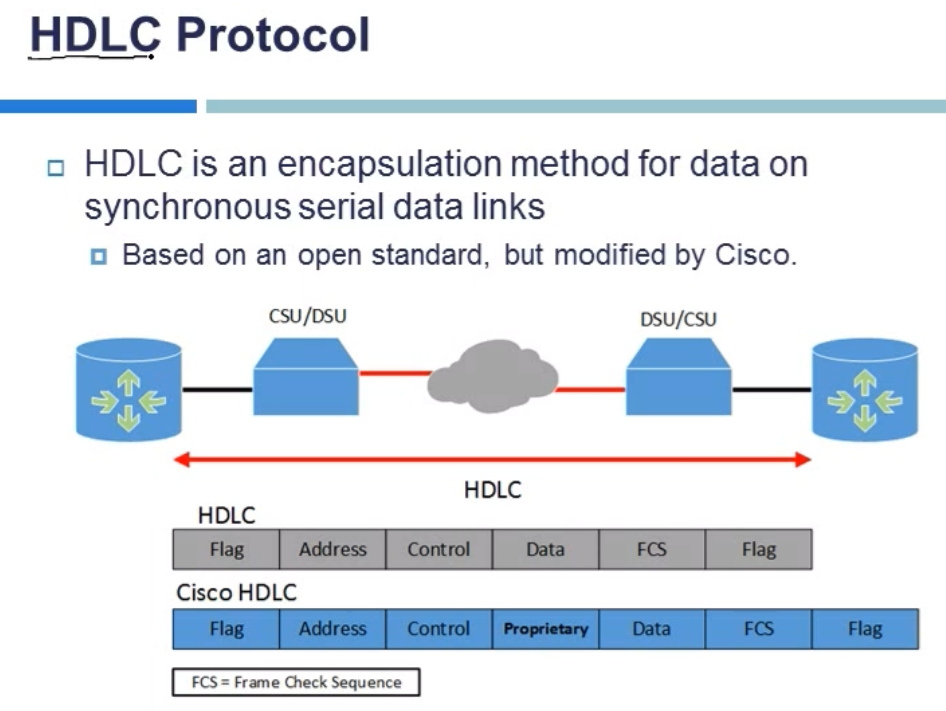 HDLC Protocol
HDLC is an encapsulation method for data on
synchronous serial data links
Based on an open standard, but modified by Cisco.
CSU/DSU
DSU/CSU
HDLC
HDLC
Flag Address Control Data FCS Flag
Cisco HDLC
Flag Address Control Proprietary Data FCS Flag
FCS = Frame Check Sequence